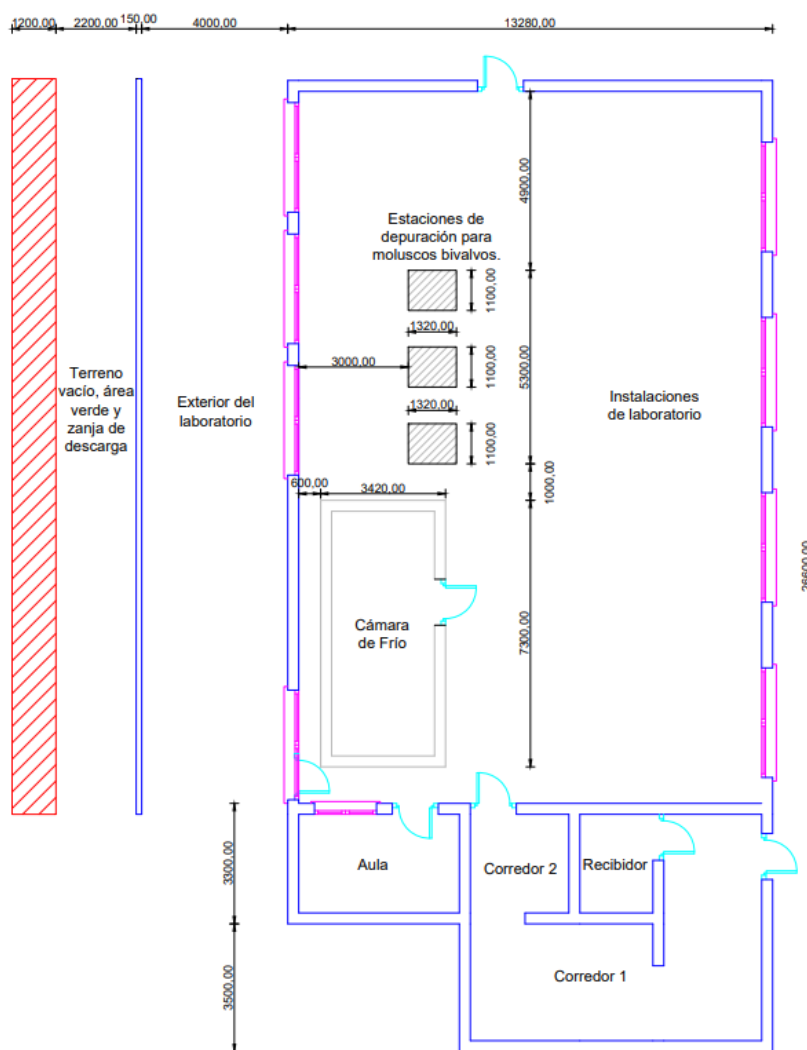 1200,00
2200,00
150,00
4000,00
13280,00
4900,00
Estaciones de
depuración para
moluscos bivalvos.
1100,00
1320,00
3000,00
1100,00
5300,00
1320,00
1100,00
Terreno
vacío, área
verde y
zanja de
descarga
Exterior del
laboratorio
Instalaciones
de laboratorio
600,00
3420,00
1000,00
26600,00
Cámara
de Frío
7300,00
3300,00
Aula
Corredor 2
Recibidor
3500,00
Corredor 1